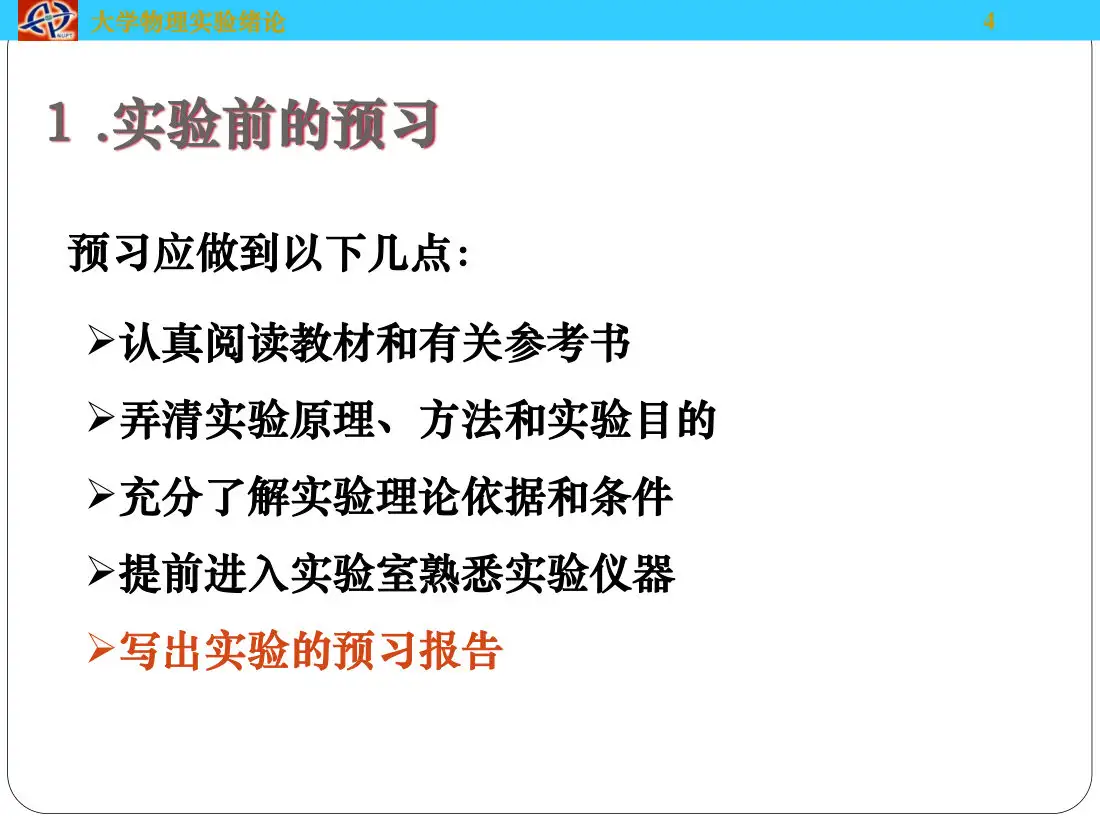 大学物理实验绪论 4
NUPT
1 .实验前的预习
预习应做到以下几点：
➢认真阅读教材和有关参考书
➢弄清实验原理、方法和实验目的
➢充分了解实验理论依据和条件
➢提前进入实验室熟悉实验仪器
➢写出实验的预习报告